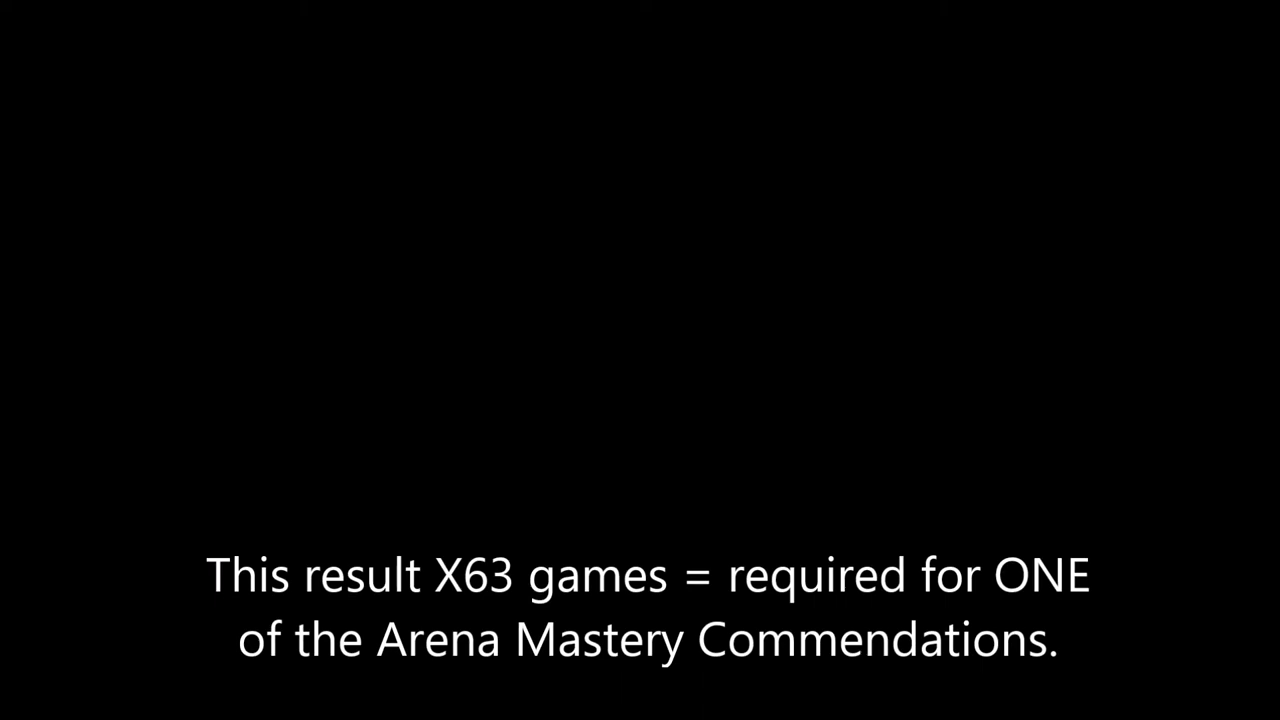 This result X63 games = required for ONE
of the Arena Mastery Commendations.